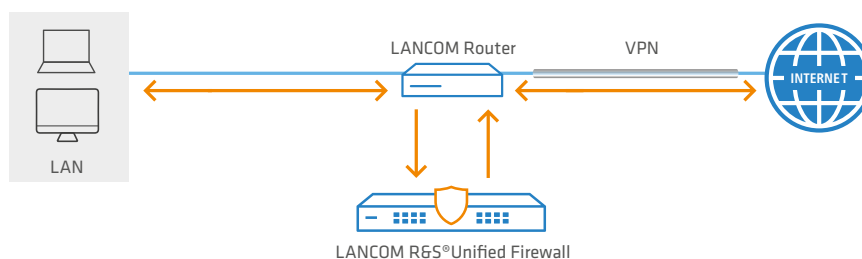 LANCOM Router
VPN
INTERNET
LAN
LANCOM R&S®Unified Firewall